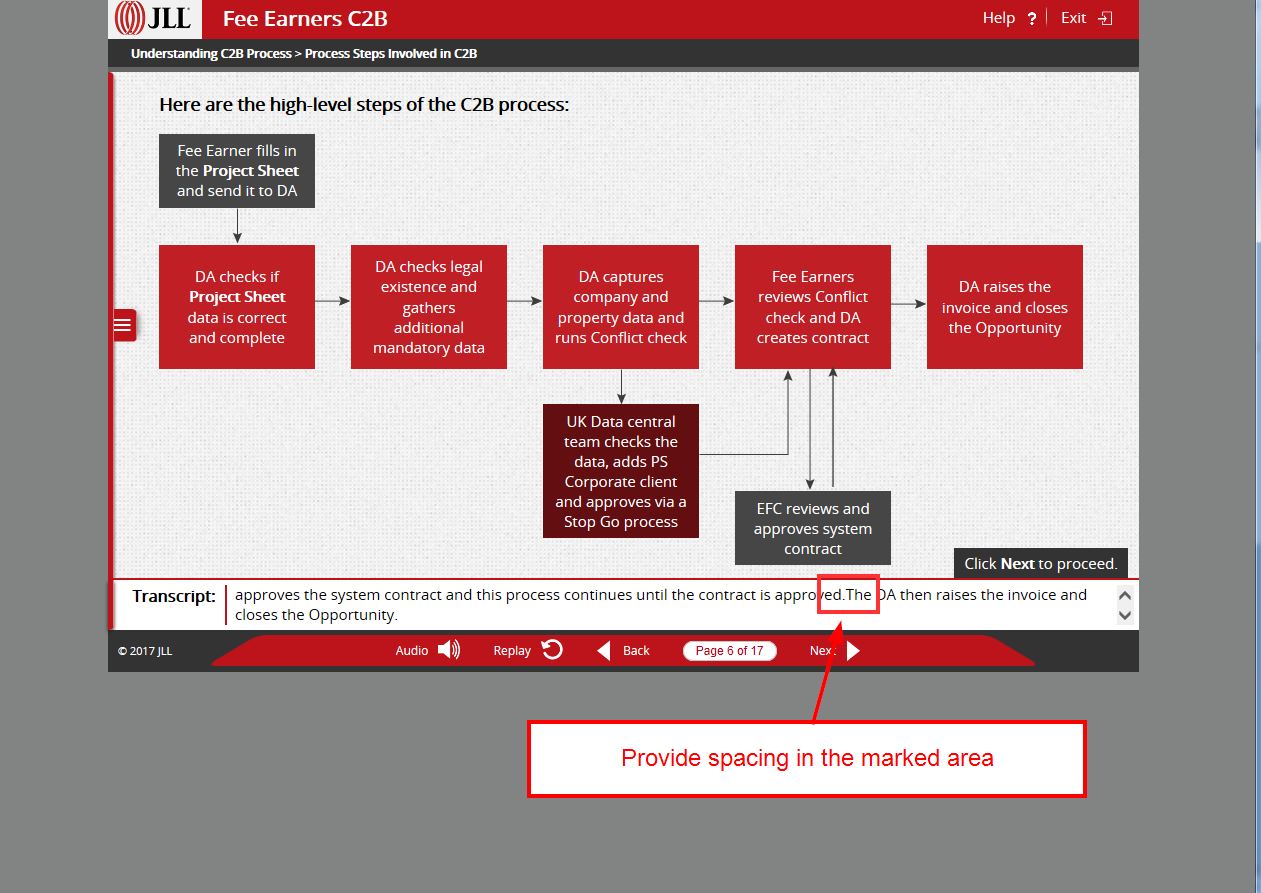 JLL
Fee Earners C2B
Help ?
Exit
Understanding C2B Process > Process Steps Involved in C2B
Here are the high-level steps of the C2B process:
Fee Earner fills in
the Project Sheet
and send it to DA
DA checks if
Project Sheet
data is correct
and complete
DA checks legal
existence and
gathers
additional
mandatory data
DA captures
company and
property data and
runs Conflict check
Fee Earners
reviews Conflict
check and DA
creates contract
DA raises the
invoice and closes
the Opportunity
UK Data central
team checks the
data, adds PS
Corporate client
and approves via a
Stop Go process
EFC reviews and
approves system
contract
Click Next to proceed.
Transcript:
approves the system contract and this process continues until the contract is approved.The DA then raises the invoice and
closes the Opportunity.
© 2017 JLL
Audio
Replay
Back
Page 6 of 17
Next
Provide spacing in the marked area